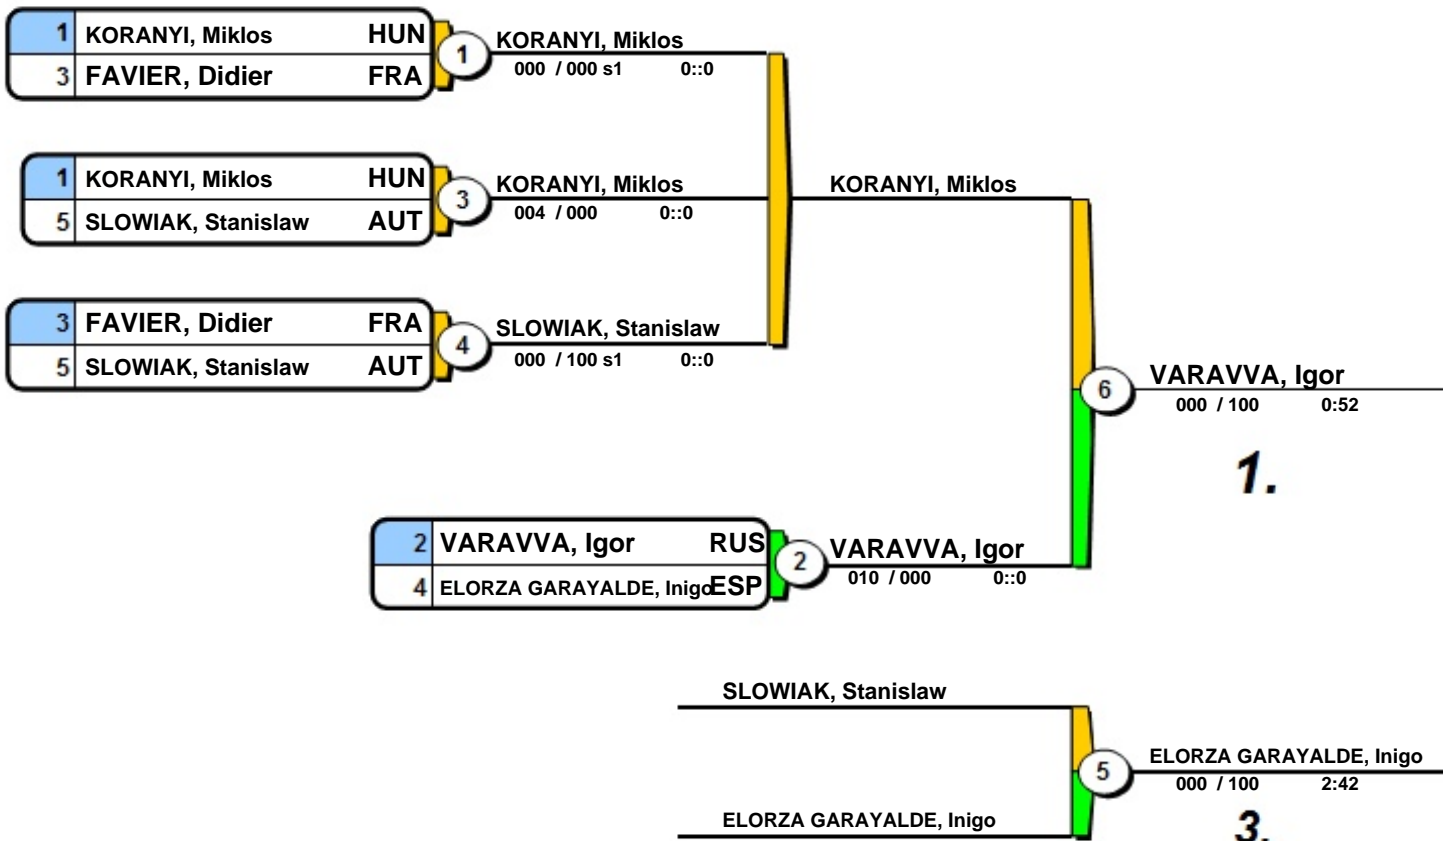 1 KORANYI, Miklos HUN
3 FAVIER, Didier FRA
1
KORANYI, Miklos
000 / 000 s1 0::0
1 KORANYI, Miklos HUN
5 SLOWIAK, Stanislaw AUT
3
KORANYI, Miklos
004 / 000 0::0
KORANYI, Miklos
3 FAVIER, Didier FRA
5 SLOWIAK, Stanislaw AUT
4
SLOWIAK, Stanislaw
000 / 100 s1 0::0
6
VARAVVA, Igor
000 / 100 0:52
1.
2 VARAVVA, Igor RUS
4 ELORZA GARAYALDE, Inigo ESP
2
VARAVVA, Igor
010 / 000 0::0
SLOWIAK, Stanislaw
5
ELORZA GARAYALDE, Inigo
000 / 100 2:42
ELORZA GARAYALDE, Inigo
3.